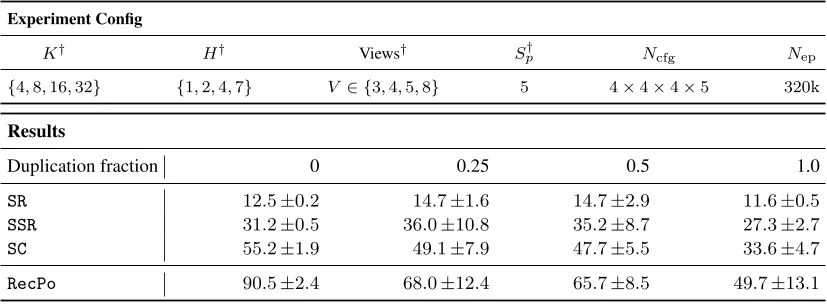 Experiment Config
K† H† Views† S†p Ncfg Nep
{4, 8, 16, 32} {1, 2, 4, 7} V ∈ {3, 4, 5, 8} 5 4 × 4 × 4 × 5 320k
Results
Duplication fraction 0 0.25 0.5 1.0
SR 12.5 ±0.2 14.7 ±1.6 14.7 ±2.9 11.6 ±0.5
SSR 31.2 ±0.5 36.0 ±10.8 35.2 ±8.7 27.3 ±2.7
SC 55.2 ±1.9 49.1 ±7.9 47.7 ±5.5 33.6 ±4.7
RecPo 90.5 ±2.4 68.0 ±12.4 65.7 ±8.5 49.7 ±13.1